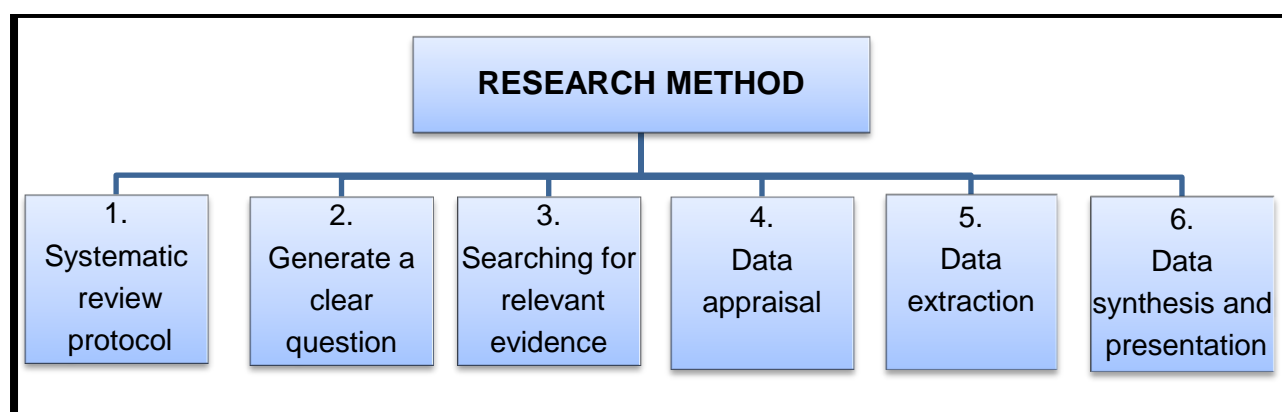 RESEARCH METHOD
1.
Systematic
review
protocol
2.
Generate a
clear
question
3.
Searching for
relevant
evidence
4.
Data
appraisal
5.
Data
extraction
6.
Data
synthesis and
presentation